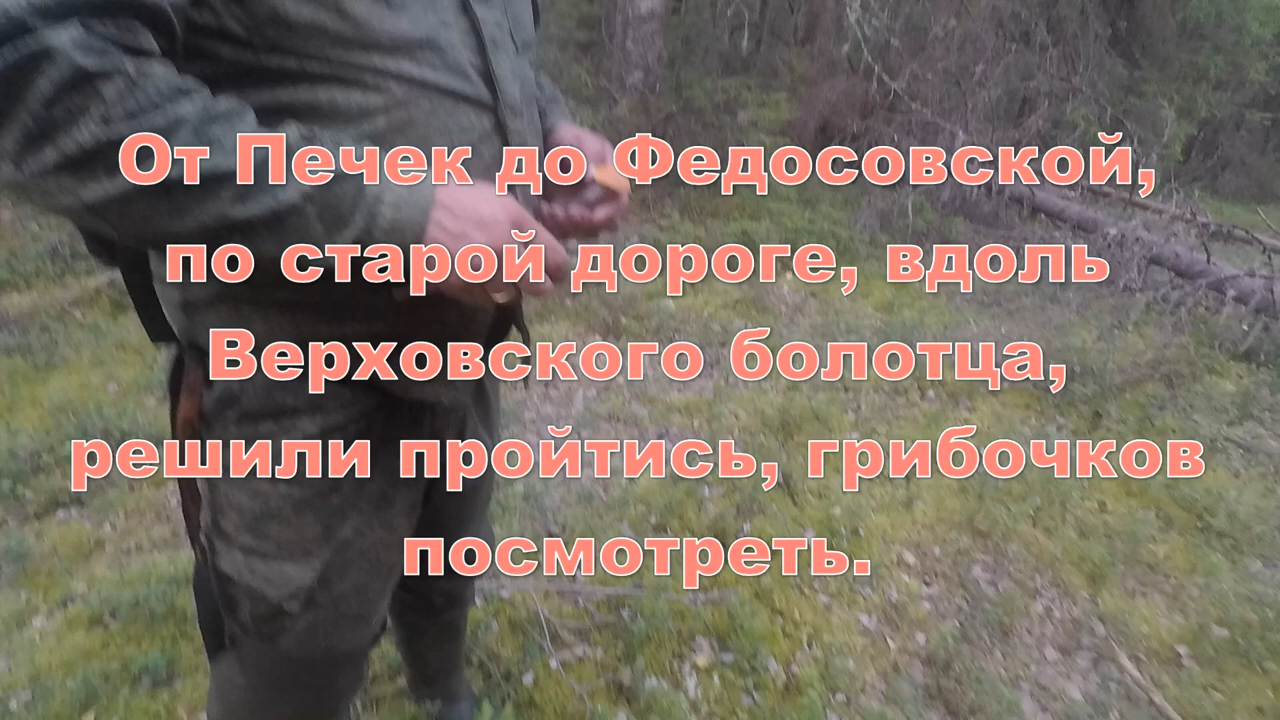 От Печек до Федосовской,
по старой дороге, вдоль
Верховского болотца,
решили пройтись, грибочков
посмотреть.